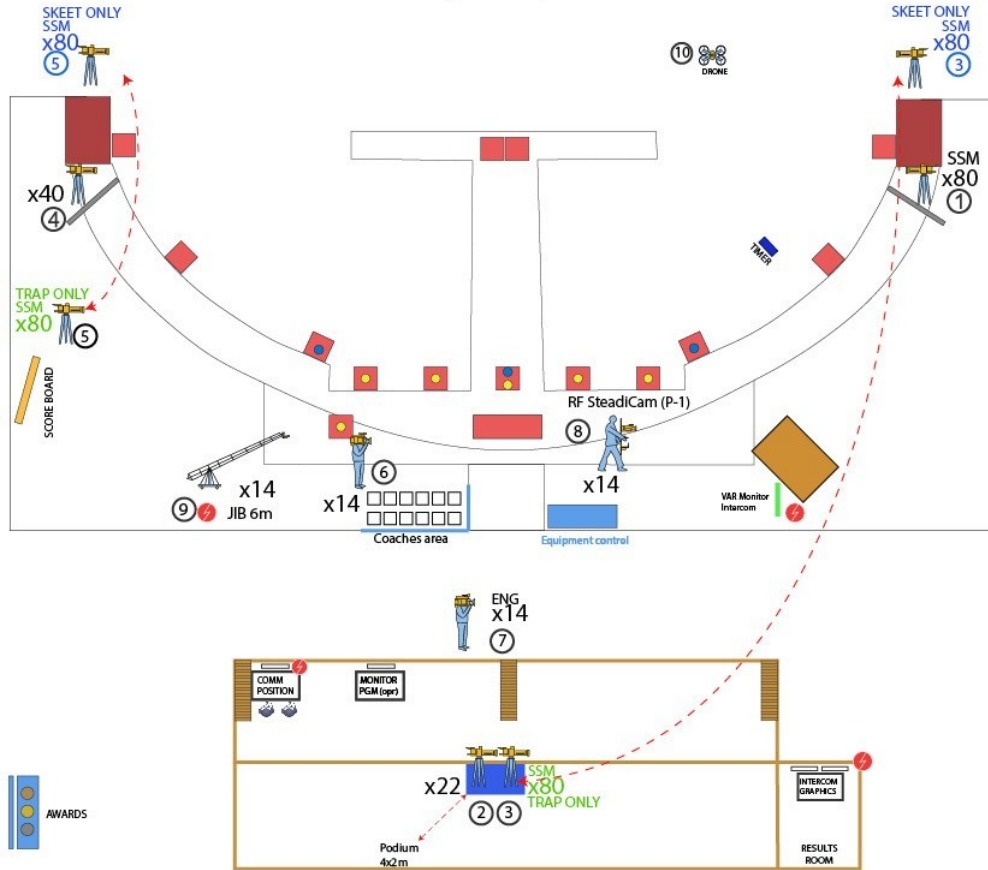 SKEET ONLY
SSM
x80
5
10
DRONE
SKEET ONLY
SSM
x80
3
x40
4
SSM
x80
1
TIMER
TRAP ONLY
SSM
x80
5
SCORE BOARD
RF SteadiCam (P-1)
8
x14
6
x14
9
x14
JIB 6m
Coaches area
Equipment control
VAR Monitor
Intercom
ENG
x14
7
COMM
POSITION
MONITOR
PGM (opr)
x22
2
3
SSM
x80
TRAP ONLY
INTERCOM
GRAPHICS
AWARDS
Podium
4x2m
RESULTS
ROOM